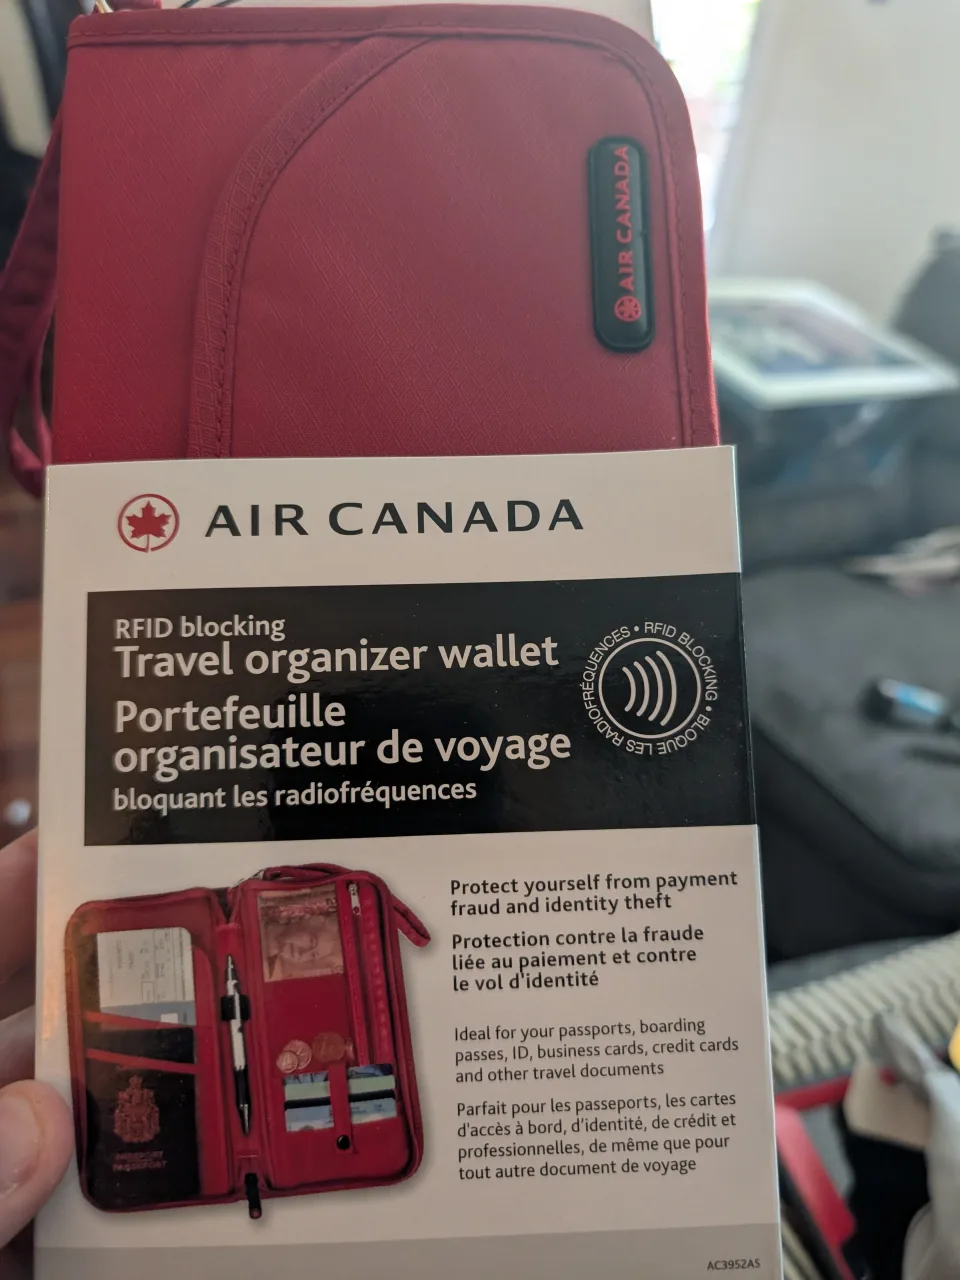 AIR CANADA
AIR CANADA
RFID blocking
Travel organizer wallet
Portefeuille
organisateur de voyage
bloquant les radiofréquences
RFID BLOCKING • BLOQUE LES RADIOFRÉQUENCES •
Protect yourself from payment
fraud and identity theft
Protection contre la fraude
liée au paiement et contre
le vol d'identité
Ideal for your passports, boarding
passes, ID, business cards, credit cards
and other travel documents
Parfait pour les passeports, les cartes
d'accès à bord, d'identité, de crédit et
professionnelles, de même que pour
tout autre document de voyage
PASSPORT
PASSEPORT
AC3952AS